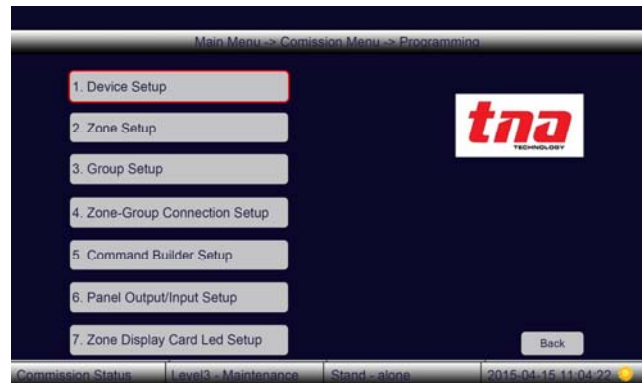 Main Menu -> Comission Menu -> Programming
1. Device Setup
2. Zone Setup
3. Group Setup
4. Zone-Group Connection Setup
5. Command Builder Setup
6. Panel Output/Input Setup
7. Zone Display Card Led Setup
tna
TECHNOLOGY
Back
Commission Status Level3 - Maintenance Stand - alone 2015-04-15 11:04:22